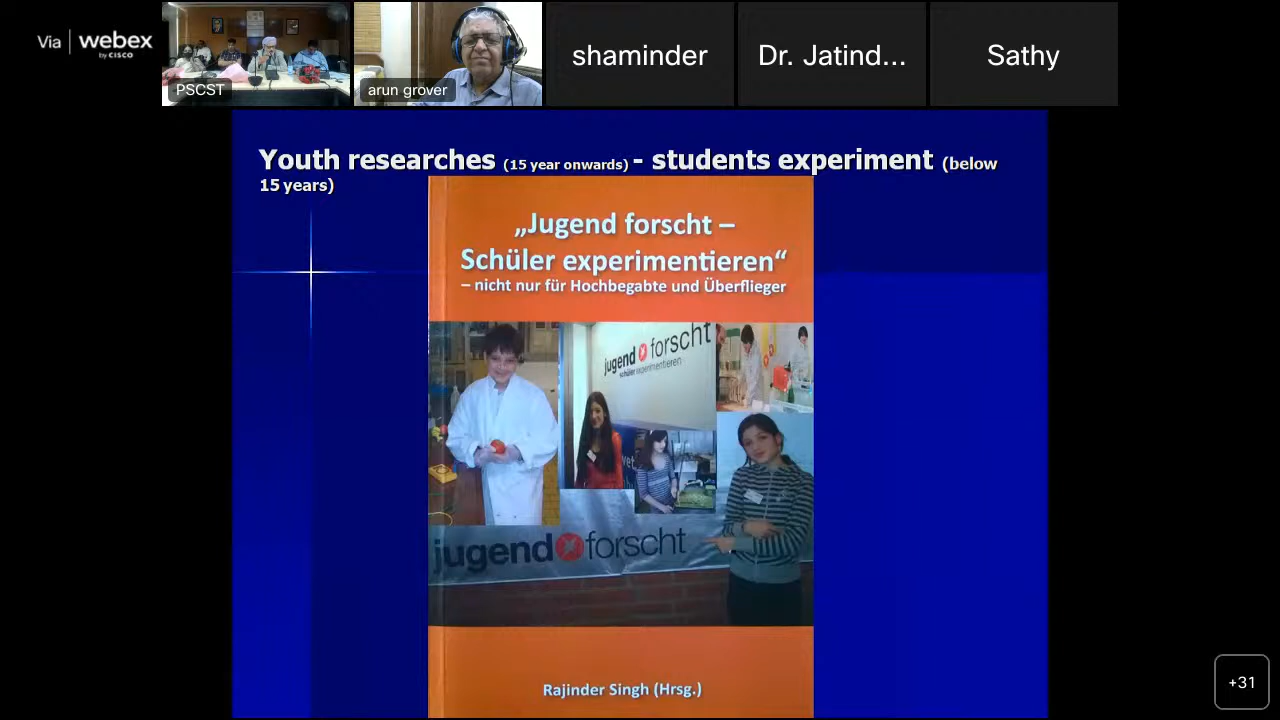 Via | webex
by CISCO
PSCST
arun grover
shaminder
Dr. Jatind...
Sathy
Youth researches (15 year onwards) - students experiment (below
15 years)
„Jugend forscht –
Schüler experimentieren“
– nicht nur für Hochbegabte und Überflieger
jugend forscht
schüler experimentieren
jugend forscht
Rajinder Singh (Hrsg.)
+31